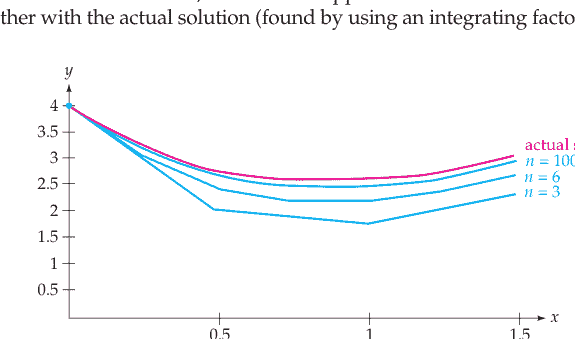 ther with the actual solution (found by using an integrating facto
y
4
3.5
3
2.5
2
1.5
1
0.5
actual s
n = 100
n = 6
n = 3
x
0.5
1
1.5